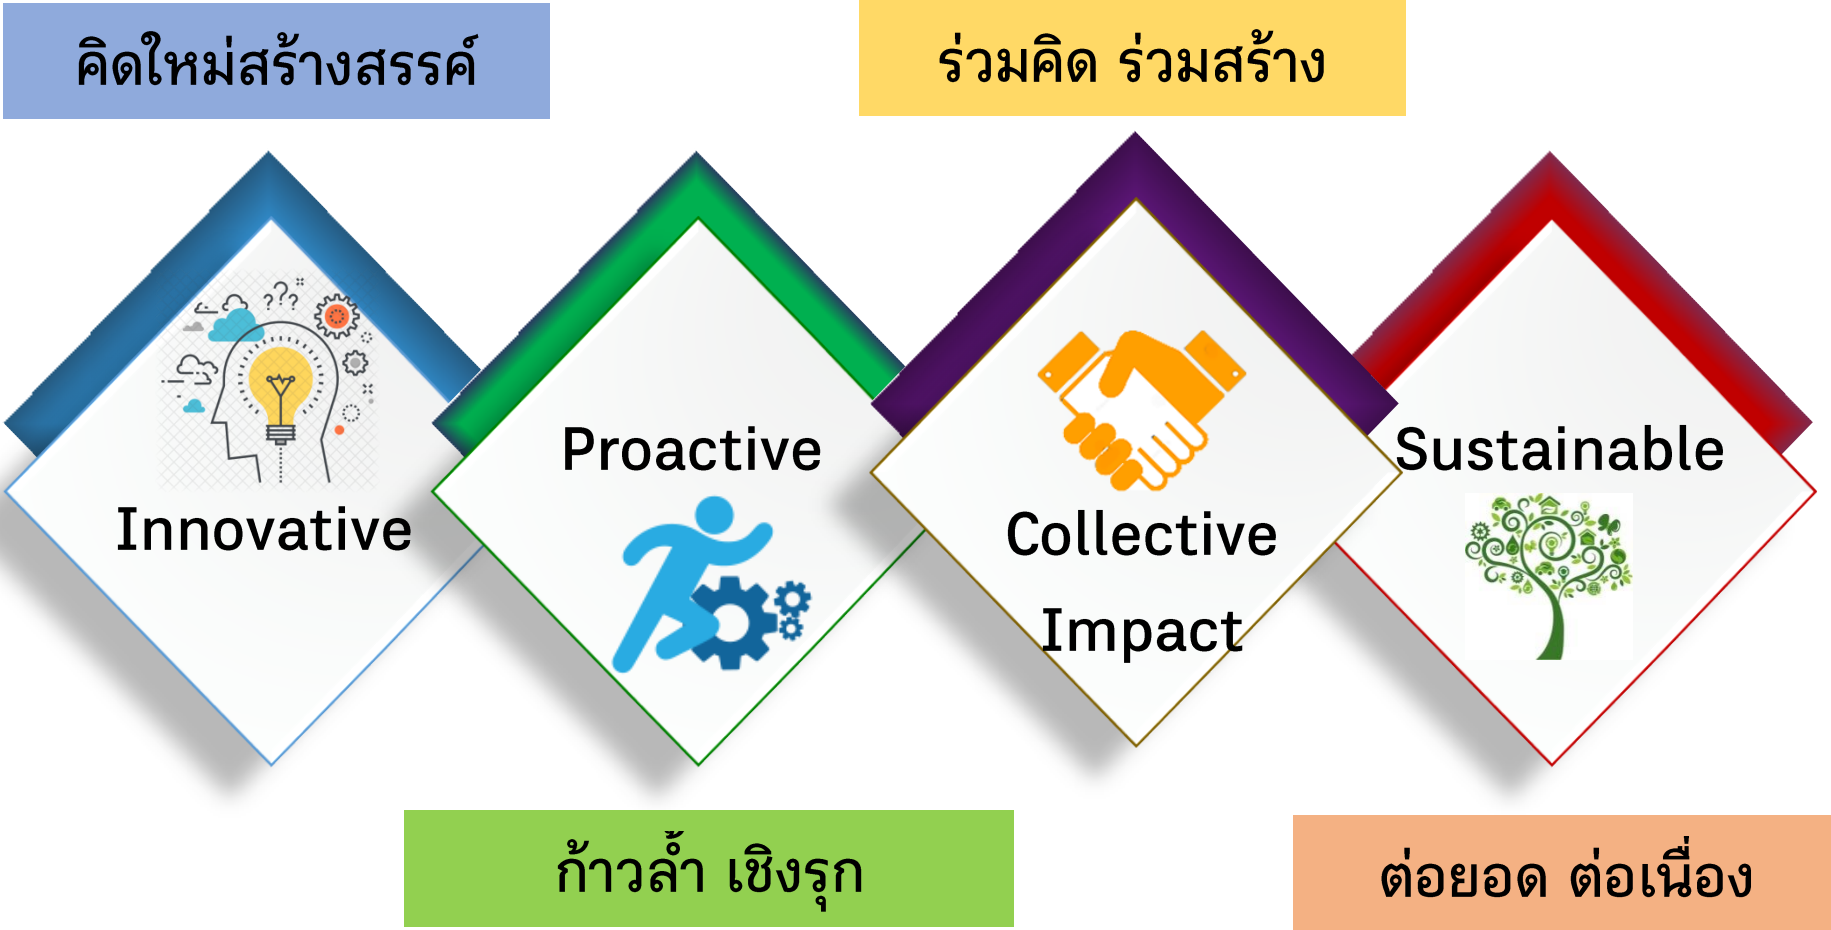 คิดใหม่สร้างสรรค์
ร่วมคิด ร่วมสร้าง
Innovative
Proactive
Collective
Impact
Sustainable
ก้าวล้ำ เชิงรุก
ต่อยอด ต่อเนื่อง